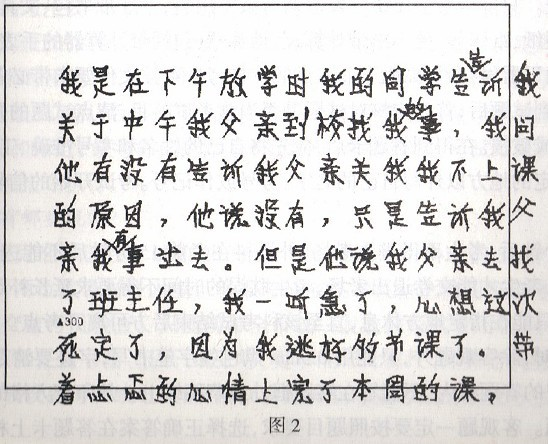 我是在下午放学时我的同学告诉我
关于中午我父亲到校找我事，我问
他有没有告诉我父亲关我我不上课
的原因，他说没有，只是告诉我父
亲我有事出去。但是他说我父亲去找
了班主任，我一听急了，心想这次
300
死定了，因为我逃好的节课了。带
着忐忑的心情，完了本周的课，
图2